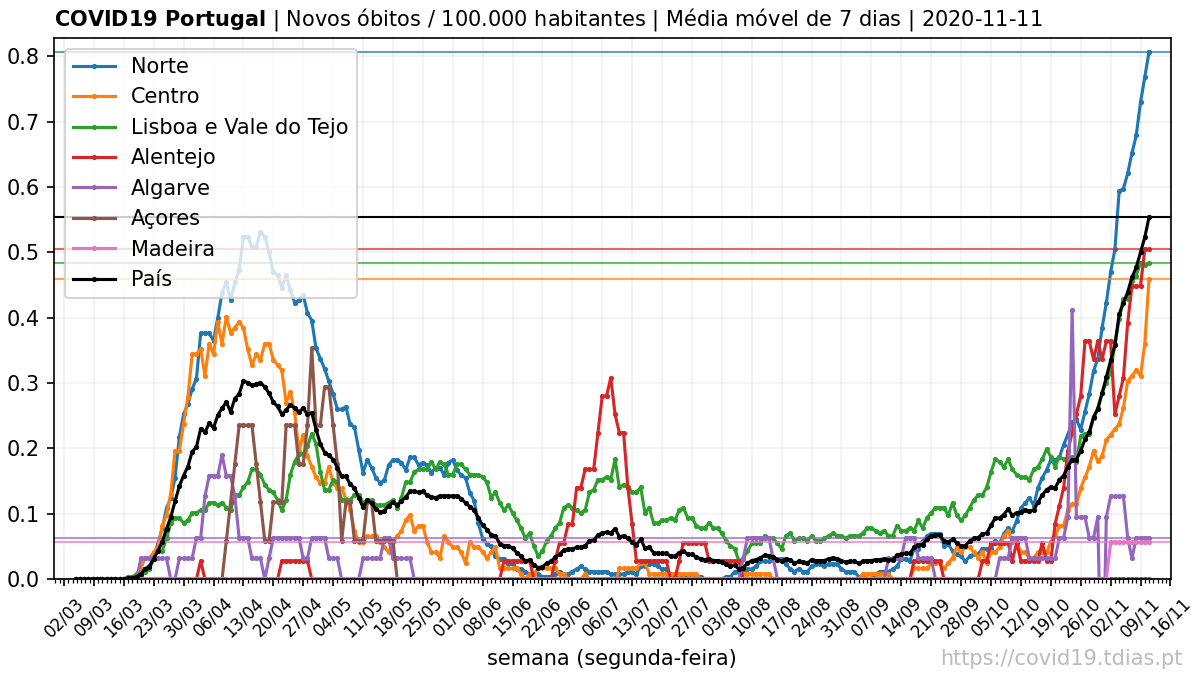 COVID19 Portugal | Novos óbitos / 100.000 habitantes | Média móvel de 7 dias | 2020-11-11
0.8
0.7
0.6
0.5
0.4
0.3
0.2
0.1
0.0
Norte
Centro
Lisboa e Vale do Tejo
Alentejo
Algarve
Açores
Madeira
País
02/03 09/03 16/03 23/03 30/03 06/04 13/04 20/04 27/04 04/05 11/05 18/05 25/05 01/06 08/06 15/06 22/06 29/06 06/07 13/07 20/07 27/07 03/08 10/08 17/08 24/08 31/08 07/09 14/09 21/09 28/09 05/10 12/10 19/10 26/10 02/11 09/11 16/11
semana (segunda-feira)
https://covid19.tdias.pt